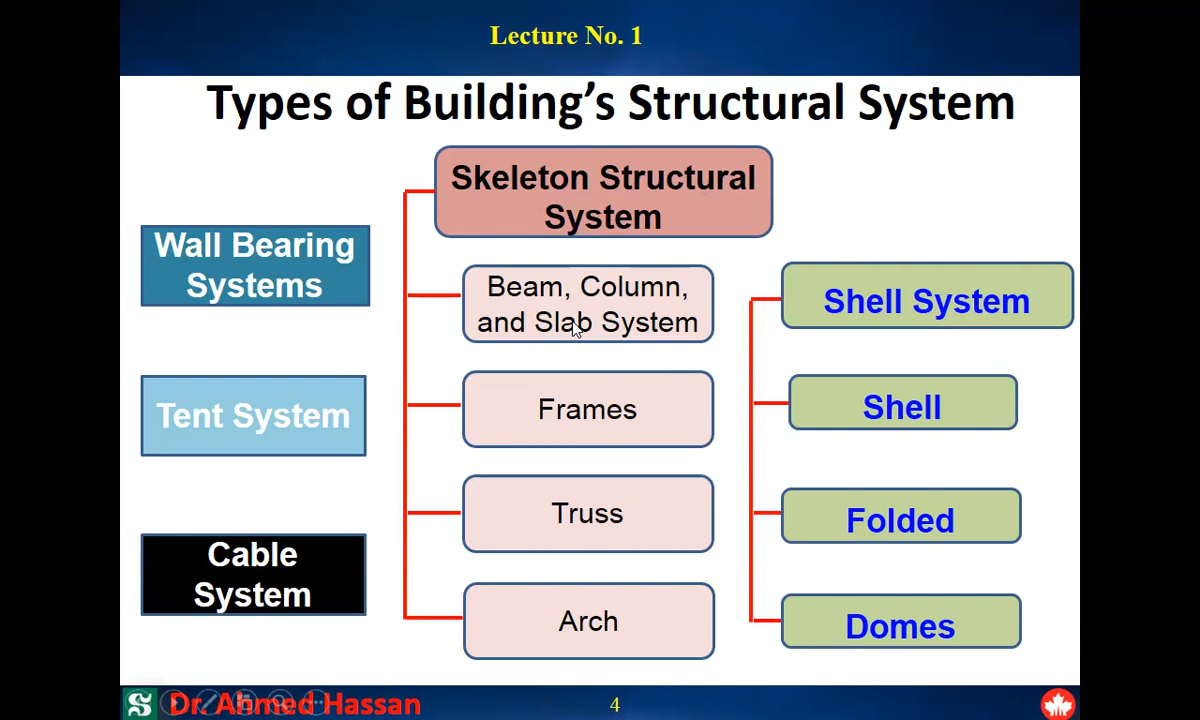 Lecture No. 1
Types of Building’s Structural System
Wall Bearing
Systems
Tent System
Cable
System
Skeleton Structural
System
Beam, Column,
and Slab System
Frames
Truss
Arch
Shell System
Shell
Folded
Domes
Dr. Ahmed Hassan
4